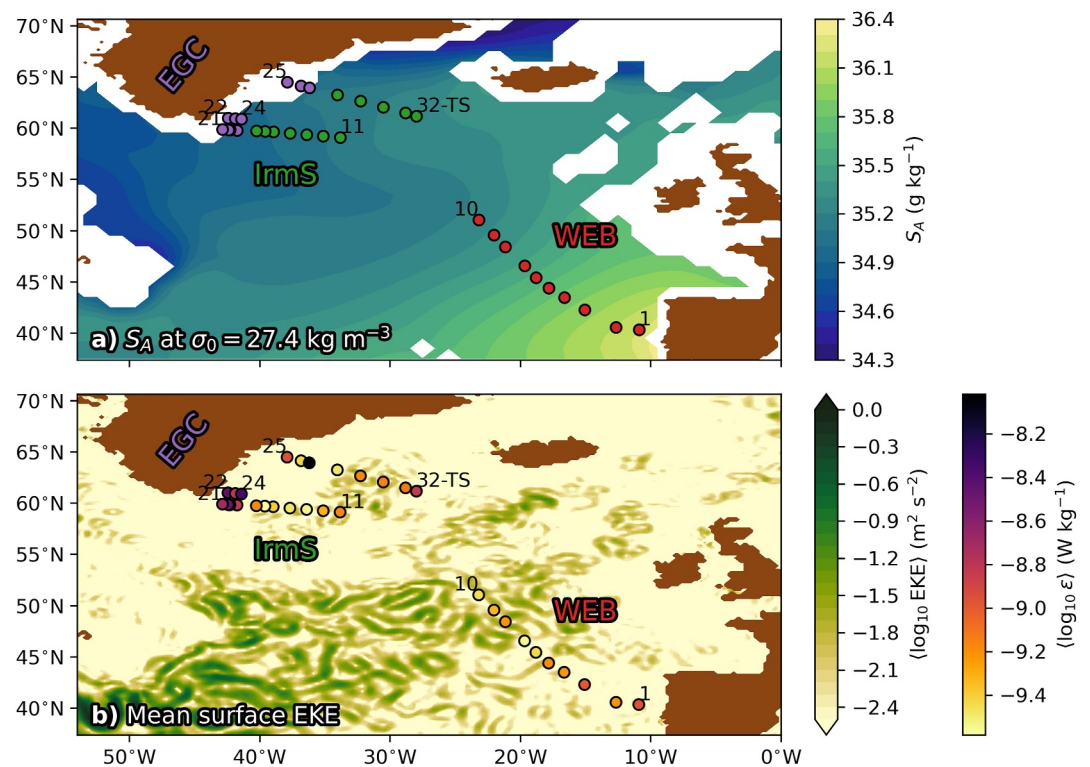 70°N
65°N
60°N
55°N
50°N
45°N
40°N
EGC
25
22
24
21
32-TS
11
IrmS
10
WEB
1
a) S_A at σ₀ = 27.4 kg m⁻³
36.4
36.1
35.8
35.5
35.2
34.9
34.6
34.3
S_A (g kg⁻¹)
70°N
65°N
60°N
55°N
50°N
45°N
40°N
EGC
25
22
24
21
32-TS
11
IrmS
10
WEB
1
b) Mean surface EKE
50°W
40°W
30°W
20°W
10°W
0°W
0.0
−0.3
−0.6
−0.9
−1.2
−1.5
−1.8
−2.1
−2.4
⟨log₁₀ EKE⟩ (m² s⁻²)
−8.2
−8.4
−8.6
−8.8
−9.0
−9.2
−9.4
⟨log₁₀ ε⟩ (W kg⁻¹)